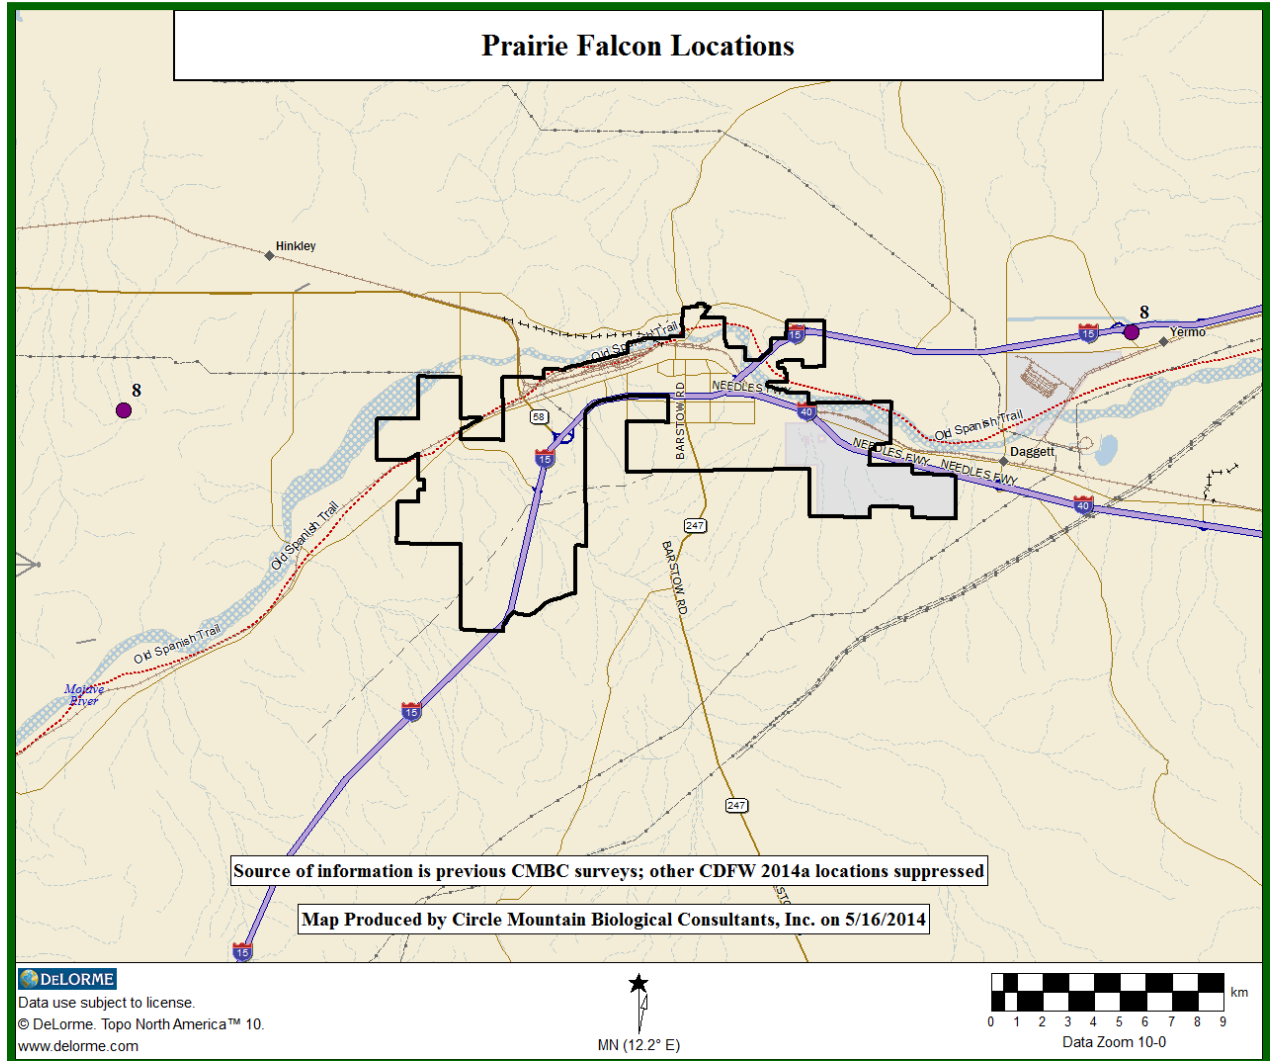 Prairie Falcon Locations
Hinkley
8
15
Yermo
Old Spanish Trail
8
58
NEEDLES FWY
BARSTOW RD
40
Old Spanish Trail
15
NEEDLES FWY
NEEDLES FWY
Daggett
40
247
Old Spanish Trail
BARSTOW RD
Old Spanish Trail
Mojave
River
15
247
15
Source of information is previous CMBC surveys; other CDFW 2014a locations suppressed
Map Produced by Circle Mountain Biological Consultants, Inc. on 5/16/2014
15
DELORME
Data use subject to license.
© DeLorme. Topo North America™ 10.
www.delorme.com
MN (12.2° E)
km
0 1 2 3 4 5 6 7 8 9
Data Zoom 10-0